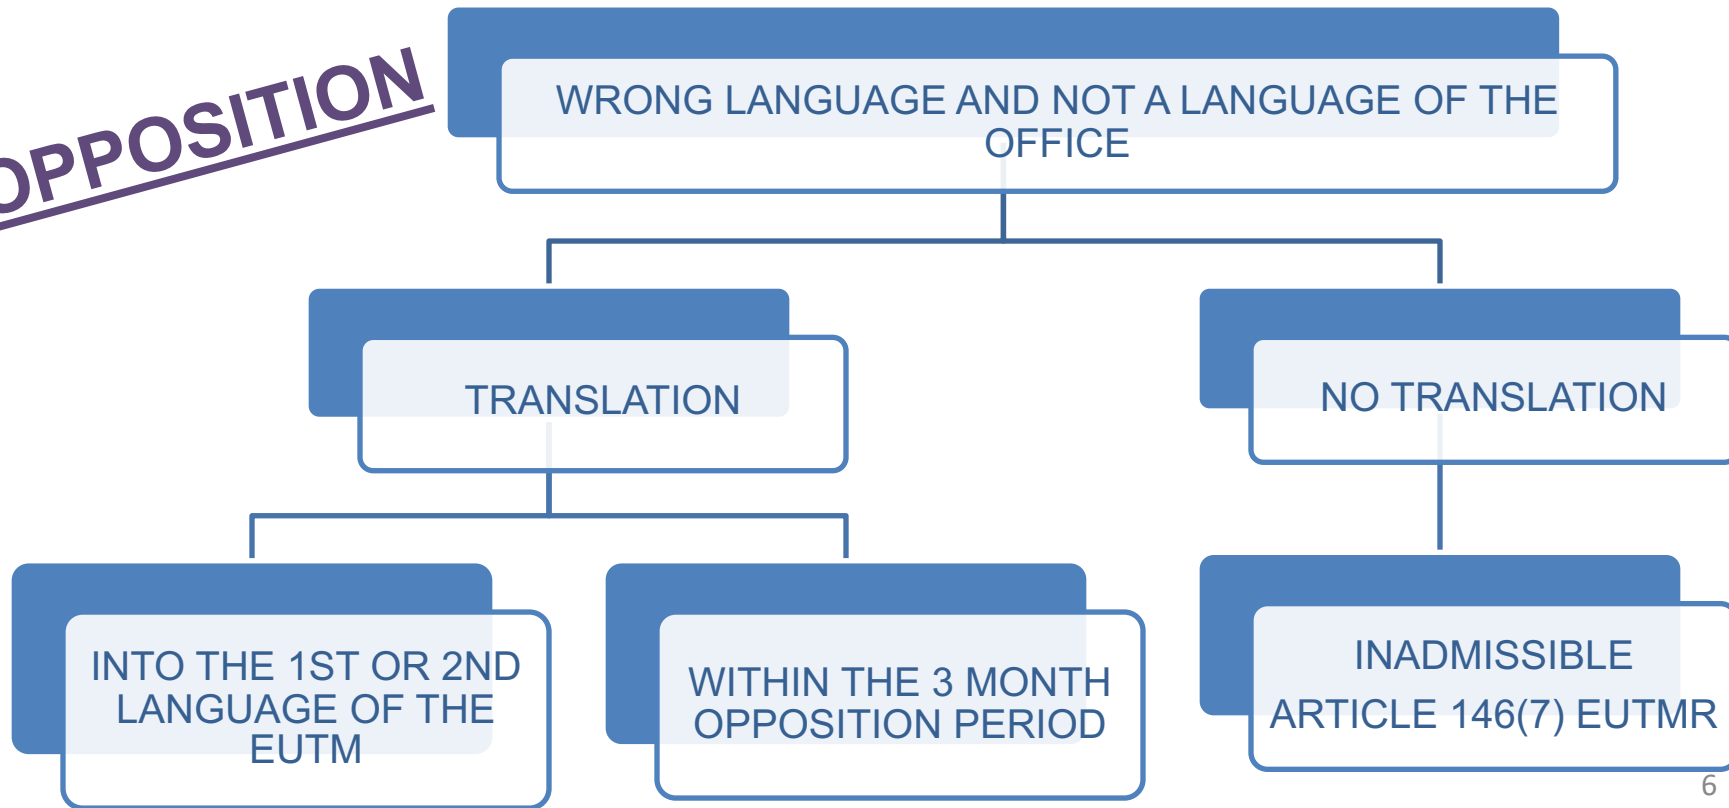 OPPOSITION
WRONG LANGUAGE AND NOT A LANGUAGE OF THE
OFFICE
TRANSLATION
NO TRANSLATION
INTO THE 1ST OR 2ND
LANGUAGE OF THE
EUTM
WITHIN THE 3 MONTH
OPPOSITION PERIOD
INADMISSIBLE
ARTICLE 146(7) EUTMR
6